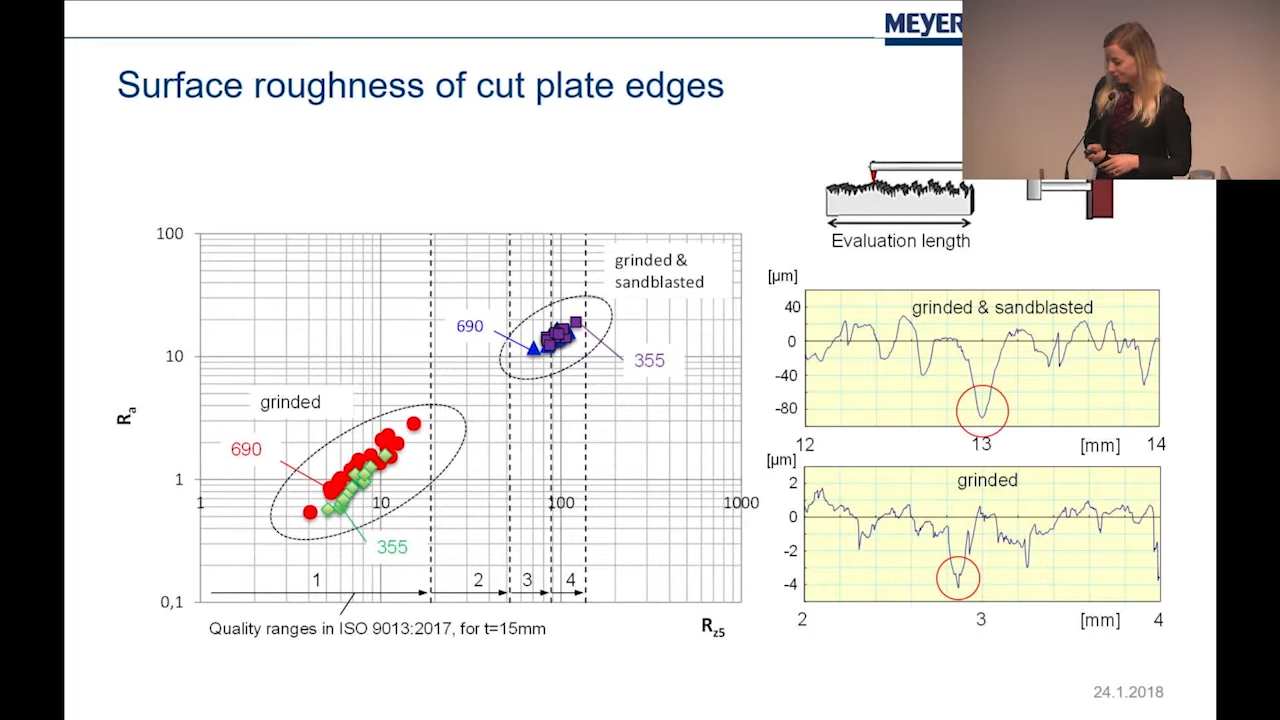 MEYER
Surface roughness of cut plate edges
Evaluation length
100
10
1
0,1
Ra
1
10
100
1000
Rz5
grinded &
sandblasted
690
355
grinded
690
355
1
2
3
4
Quality ranges in ISO 9013:2017, for t=15mm
[µm]
grinded & sandblasted
40
0
-40
-80
12
13
[mm]
14
[µm]
grinded
2
0
-2
-4
2
3
[mm]
4
24.1.2018